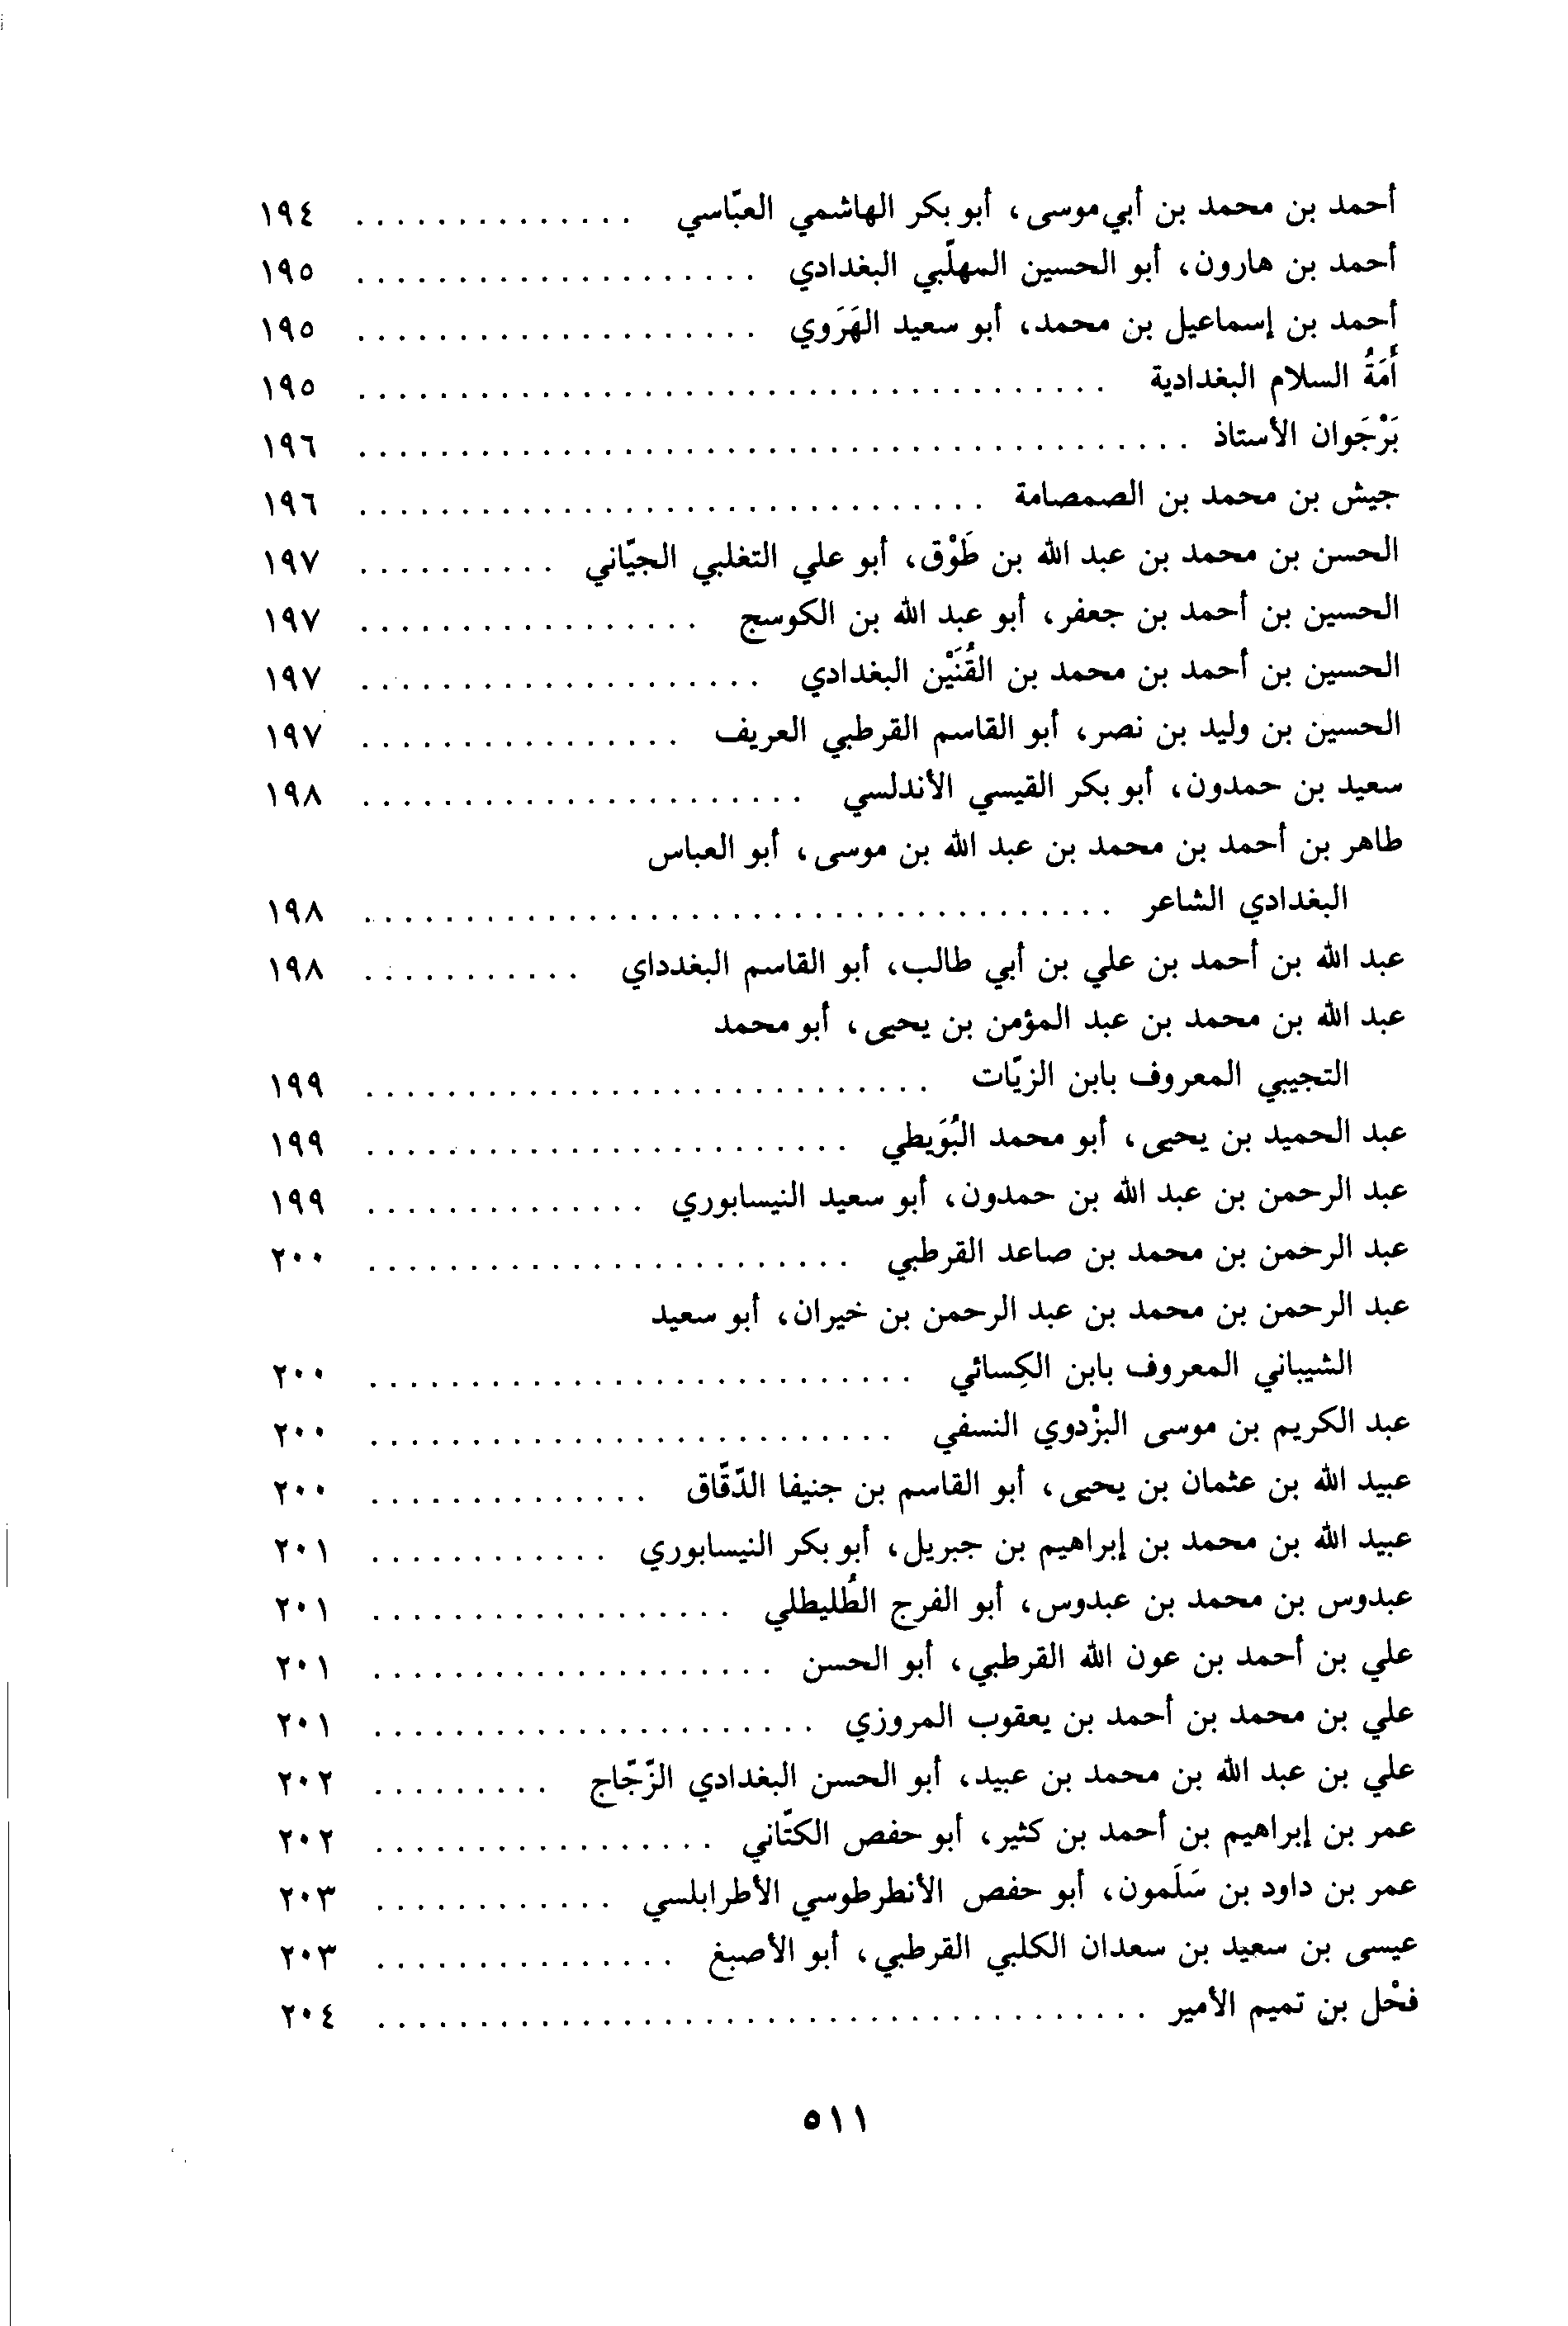 أحمد بن محمد بن أبي موسى، أبو بكر الهاشمي العبّاسي . . . . . . . . . . . . . . ١٩٤
أحمد بن هارون، أبو الحسين المهلّبي البغدادي . . . . . . . . . . . . . . . . . . . . ١٩٥
أحمد بن إسماعيل بن محمد، أبو سعيد الهَرَوي . . . . . . . . . . . . . . . . . . . . ١٩٥
أَمَةُ السلام البغدادية . . . . . . . . . . . . . . . . . . . . . . . . . . . . . . . . . . . . . ١٩٥
بَرْجَوان الأستاذ . . . . . . . . . . . . . . . . . . . . . . . . . . . . . . . . . . . . . . . . . ١٩٦
جيش بن محمد بن الصمصامة . . . . . . . . . . . . . . . . . . . . . . . . . . . . . . . ١٩٦
الحسن بن محمد بن عبد الله بن طَوْق، أبو علي التغلبي الجيّاني . . . . . . . . . . ١٩٧
الحسين بن أحمد بن جعفر، أبو عبد الله بن الكوسج . . . . . . . . . . . . . . . . . ١٩٧
الحسين بن أحمد بن محمد بن القُنَيْن البغدادي . . . . . . . . . . . . . . . . . . . . ١٩٧
الحسين بن وليد بن نصر، أبو القاسم القرطبي العريف . . . . . . . . . . . . . . . . ١٩٧
سعيد بن حمدون، أبو بكر القيسي الأندلسي . . . . . . . . . . . . . . . . . . . . . . ١٩٨
طاهر بن أحمد بن محمد بن عبد الله بن موسى، أبو العباس
البغدادي الشاعر . . . . . . . . . . . . . . . . . . . . . . . . . . . . . . . . . . . . . ١٩٨
عبد الله بن أحمد بن علي بن أبي طالب، أبو القاسم البغدداي . . . . . . . . . . . ١٩٨
عبد الله بن محمد بن عبد المؤمن بن يحيى، أبو محمد
التجيبي المعروف بابن الزيّات . . . . . . . . . . . . . . . . . . . . . . . . . . . . ١٩٩
عبد الحميد بن يحيى، أبو محمد البُوَيطي . . . . . . . . . . . . . . . . . . . . . . . . ١٩٩
عبد الرحمن بن عبد الله بن حمدون، أبو سعيد النيسابوري . . . . . . . . . . . . . . ١٩٩
عبد الرحمن بن محمد بن صاعد القرطبي . . . . . . . . . . . . . . . . . . . . . . . . ٢٠٠
عبد الرحمن بن محمد بن عبد الرحمن بن خيران، أبو سعيد
الشيباني المعروف بابن الكِسائي . . . . . . . . . . . . . . . . . . . . . . . . . . . ٢٠٠
عبد الكريم بن موسى البزْدوي النسفي . . . . . . . . . . . . . . . . . . . . . . . . . . ٢٠٠
عبيد الله بن عثمان بن يحيى، أبو القاسم بن جنيفا الدّقّاق . . . . . . . . . . . . . . ٢٠٠
عبيد الله بن محمد بن إبراهيم بن جبريل، أبو بكر النيسابوري . . . . . . . . . . . . ٢٠١
عبدوس بن محمد بن عبدوس، أبو الفرج الطُليطلي . . . . . . . . . . . . . . . . . . ٢٠١
علي بن أحمد بن عون الله القرطبي، أبو الحسن . . . . . . . . . . . . . . . . . . . . ٢٠١
علي بن محمد بن أحمد بن يعقوب المروزي . . . . . . . . . . . . . . . . . . . . . . ٢٠١
علي بن عبد الله بن محمد بن عبيد، أبو الحسن البغدادي الزّجّاج . . . . . . . . . ٢٠٢
عمر بن إبراهيم بن أحمد بن كثير، أبو حفص الكتّاني . . . . . . . . . . . . . . . . . ٢٠٢
عمر بن داود بن سَلَمون، أبو حفص الأنطرطوسي الأطرابلسي . . . . . . . . . . . . ٢٠٣
عيسى بن سعيد بن سعدان الكلبي القرطبي، أبو الأصبغ . . . . . . . . . . . . . . . ٢٠٣
فحْل بن تميم الأمير . . . . . . . . . . . . . . . . . . . . . . . . . . . . . . . . . . . . . . ٢٠٤
٥١١